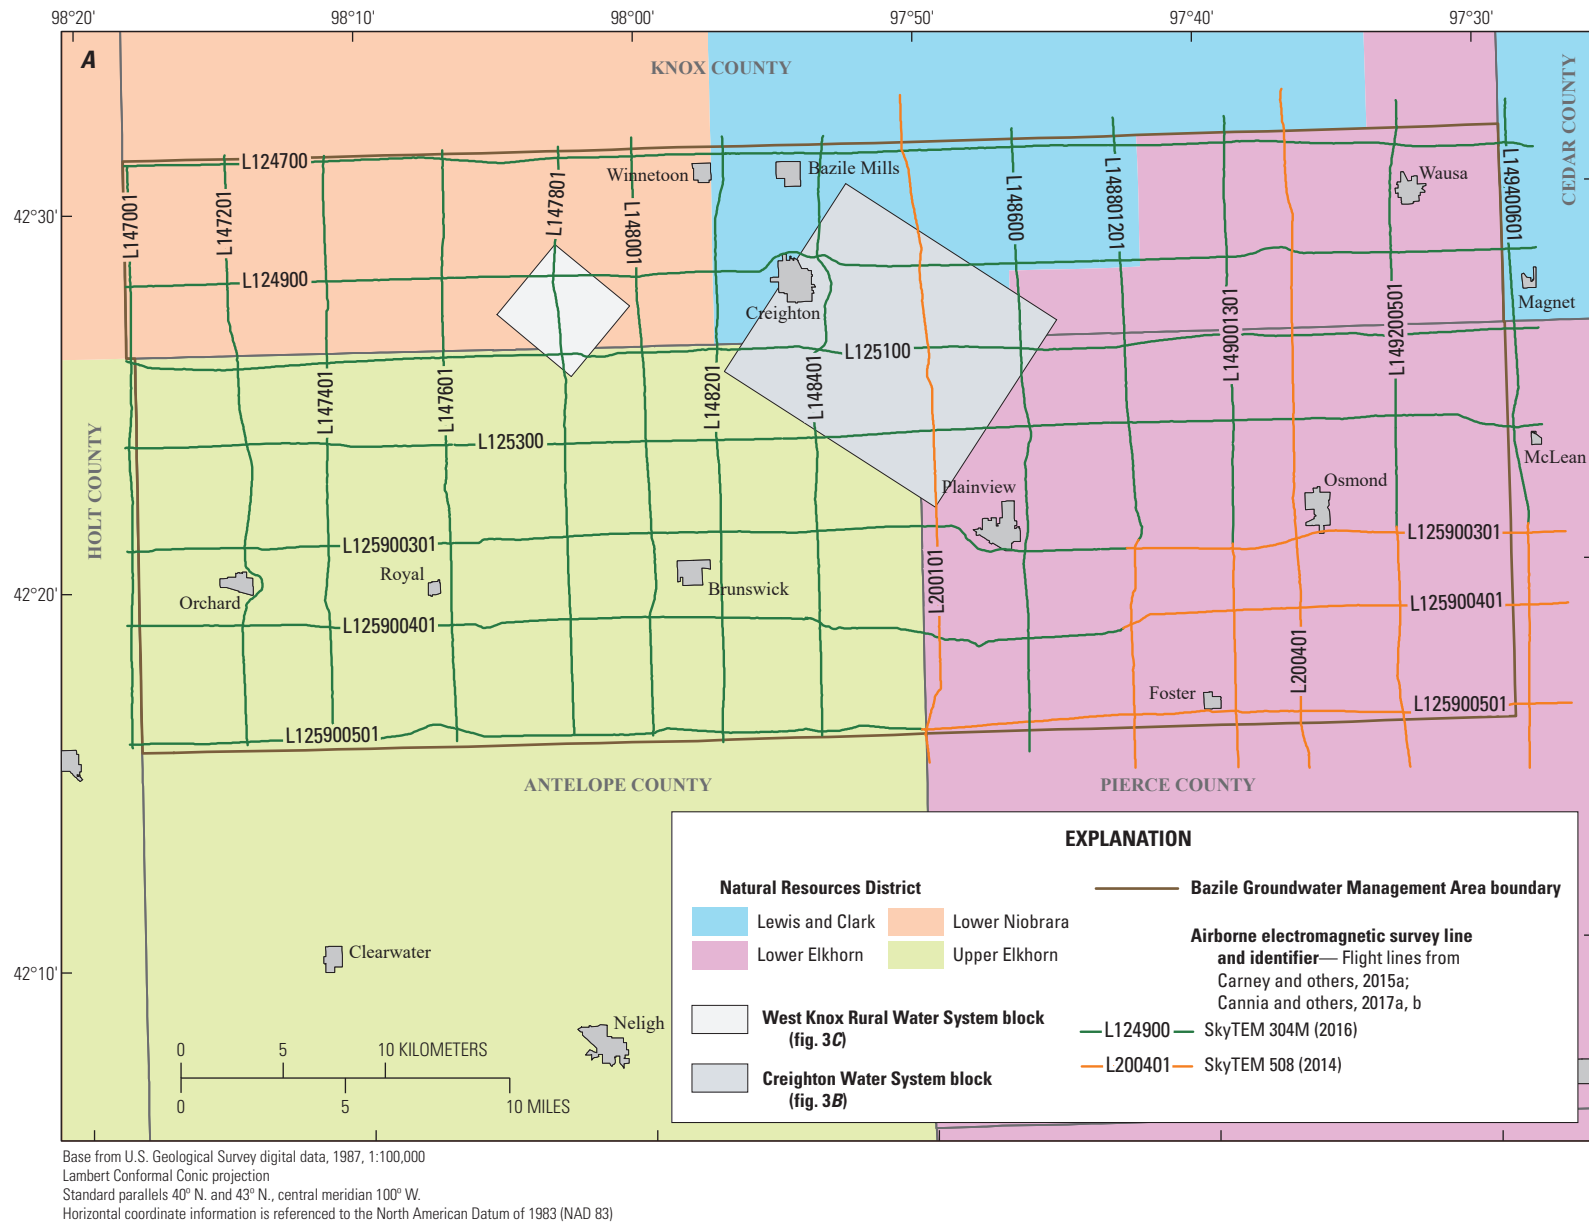 98°20'
98°10'
98°00'
97°50'
97°40'
97°30'
A
KNOX COUNTY
CEDAR COUNTY
L124700
Winnetoon
Bazile Mills
Wausa
L147001
L147201
L147801
L148001
L148600
L148801201
L149400601
42°30'
L124900
Creighton
Magnet
L125100
L149001301
L149200501
L147401
L147601
L148201
L148401
HOLT COUNTY
L125300
McLean
Plainview
Osmond
L125900301
L125900301
Royal
Orchard
Brunswick
L200101
42°20'
L125900401
L125900401
L200401
Foster
L125900501
L125900501
ANTELOPE COUNTY
PIERCE COUNTY
Clearwater
42°10'
Neligh
0 5 10 KILOMETERS
0 5 10 MILES
EXPLANATION
Natural Resources District
Lewis and Clark
Lower Niobrara
Lower Elkhorn
Upper Elkhorn
West Knox Rural Water System block
(fig. 3C)
Creighton Water System block
(fig. 3B)
Bazile Groundwater Management Area boundary
Airborne electromagnetic survey line
and identifier— Flight lines from
Carney and others, 2015a;
Cannia and others, 2017a, b
L124900 SkyTEM 304M (2016)
L200401 SkyTEM 508 (2014)
Base from U.S. Geological Survey digital data, 1987, 1:100,000
Lambert Conformal Conic projection
Standard parallels 40° N. and 43° N., central meridian 100° W.
Horizontal coordinate information is referenced to the North American Datum of 1983 (NAD 83)